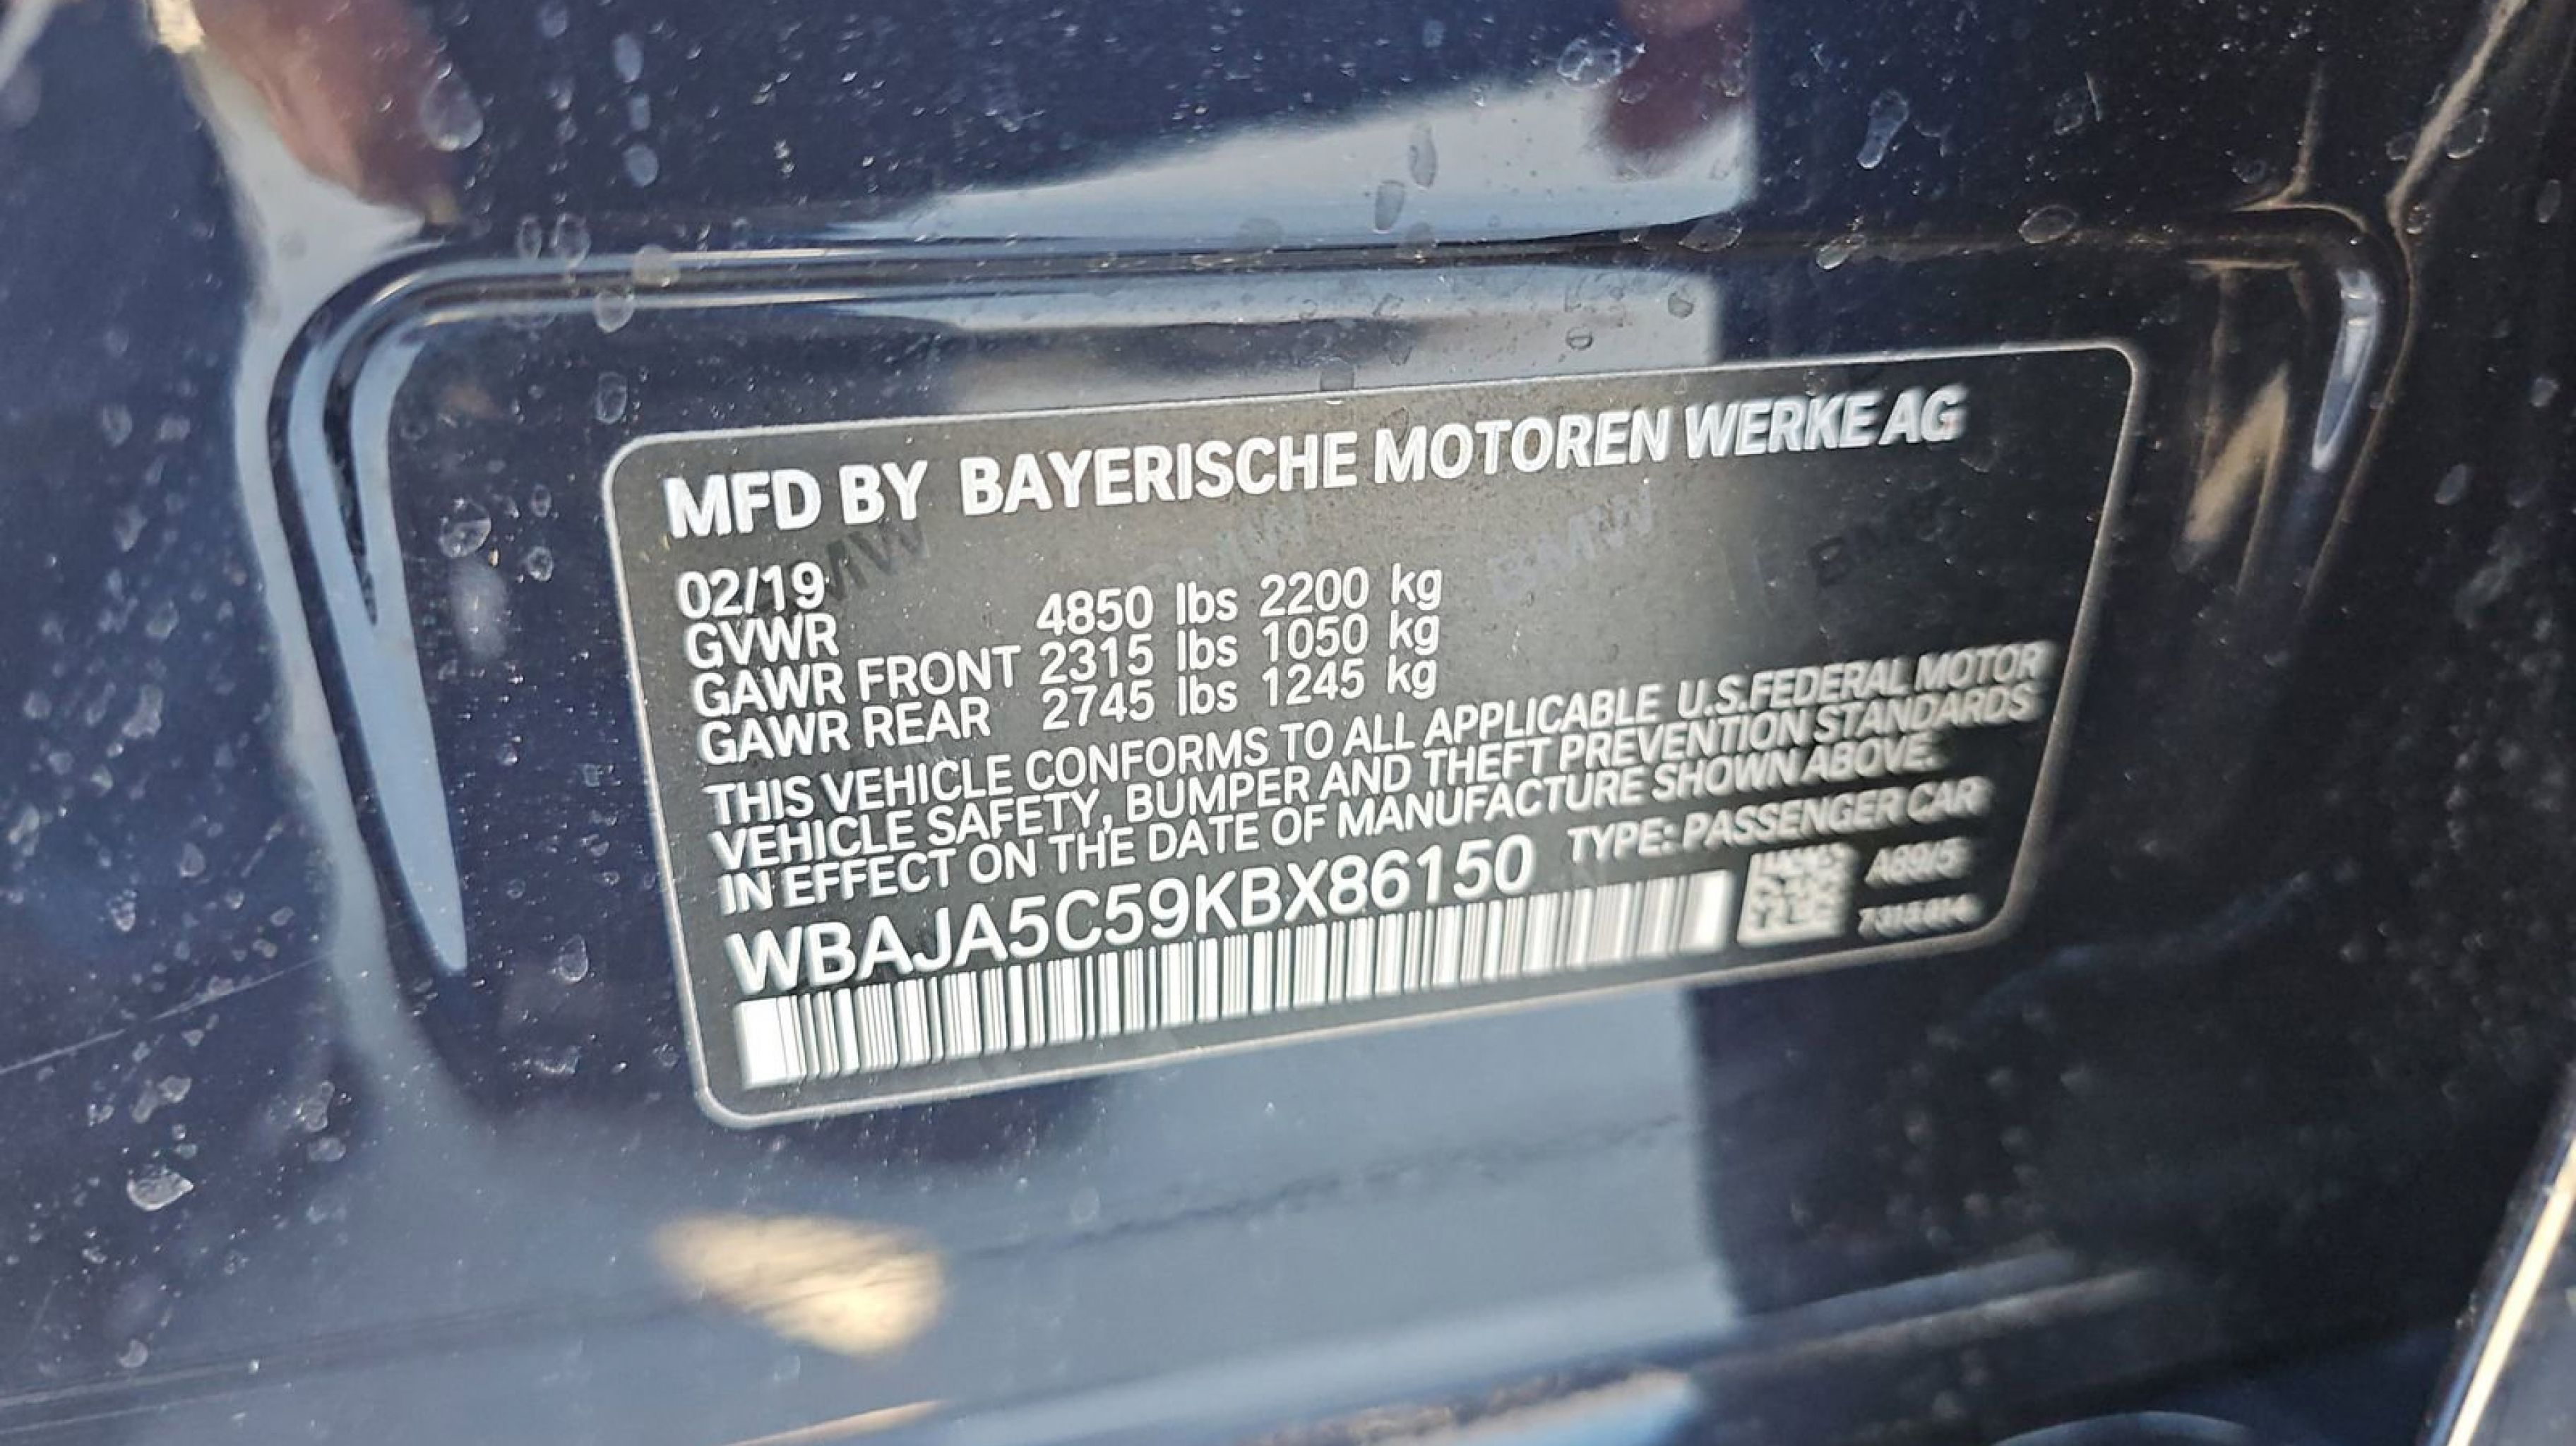 MFD BY BAYERISCHE MOTOREN WERKE AG
02/19
GVWR 4850 lbs 2200 kg
GAWR FRONT 2315 lbs 1050 kg
GAWR REAR 2745 lbs 1245 kg
THIS VEHICLE CONFORMS TO ALL APPLICABLE U.S.FEDERAL MOTOR
VEHICLE SAFETY, BUMPER AND THEFT PREVENTION STANDARDS
IN EFFECT ON THE DATE OF MANUFACTURE SHOWN ABOVE.
WBAJA5C59KBX86150 TYPE: PASSENGER CAR